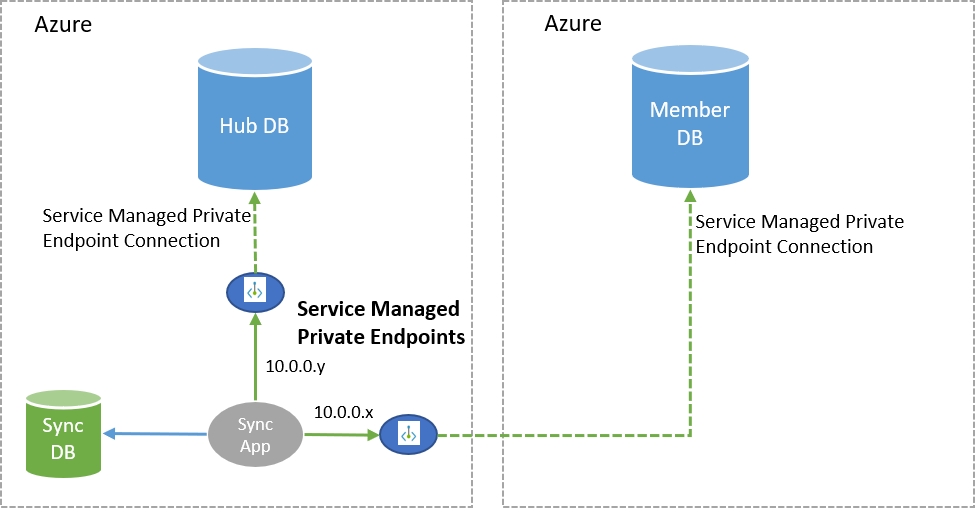 Azure
Hub DB
Service Managed Private
Endpoint Connection
Service Managed
Private Endpoints
10.0.0.y
10.0.0.x
Sync
DB
Sync
App
Azure
Member
DB
Service Managed Private
Endpoint Connection